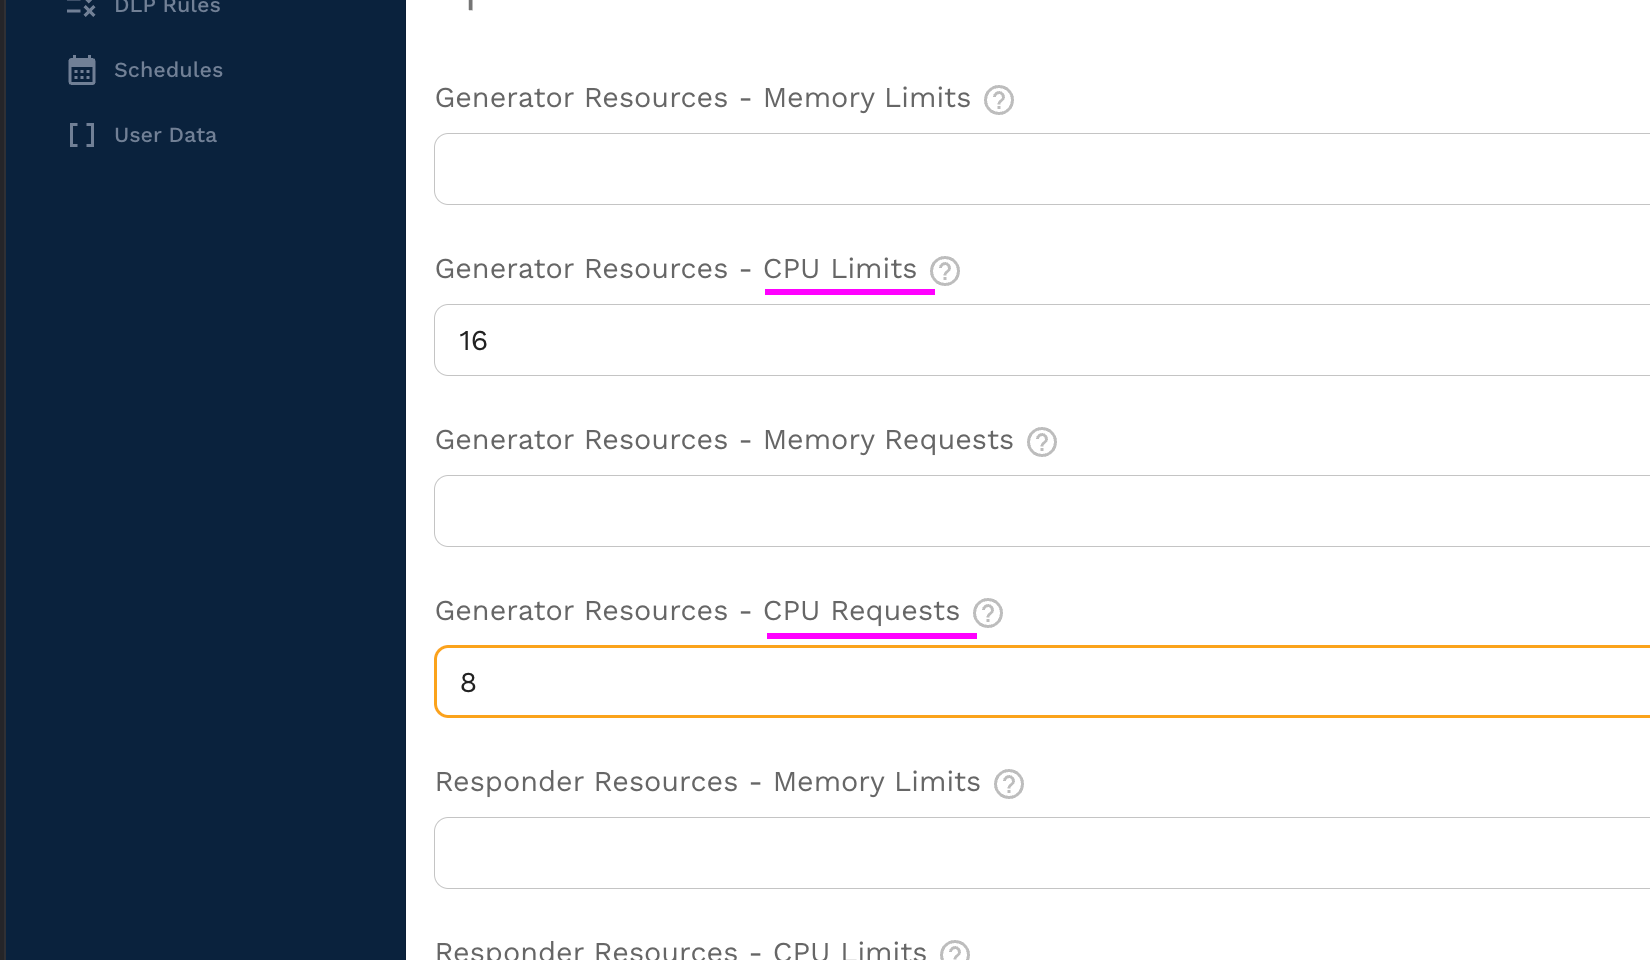 DLP Rules
Schedules
User Data
Generator Resources - Memory Limits
Generator Resources - CPU Limits
16
Generator Resources - Memory Requests
Generator Resources - CPU Requests
8
Responder Resources - Memory Limits
Responder Resources - CPU Limits